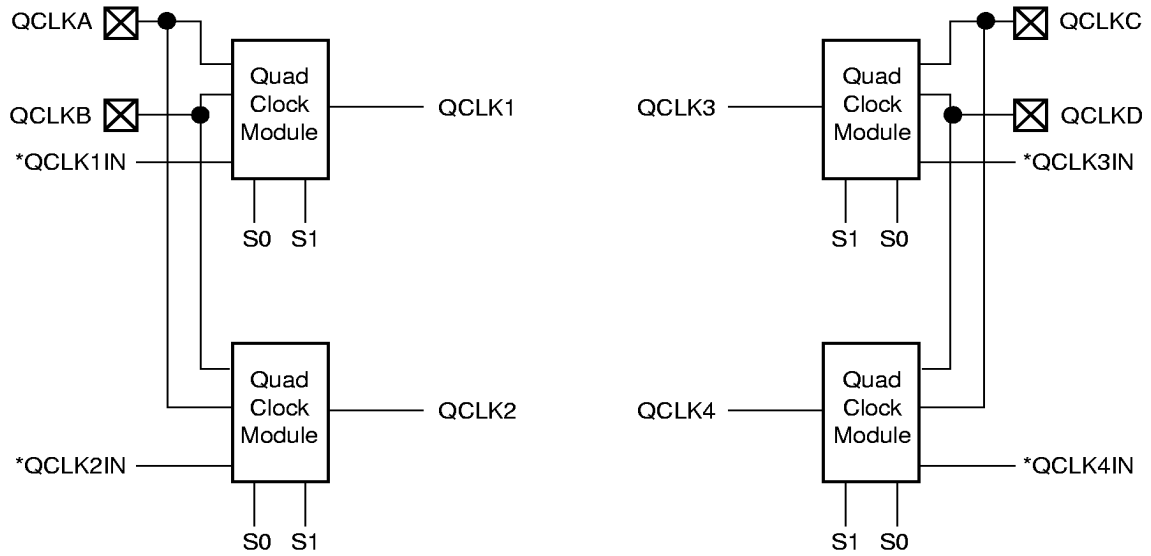 QCLKA
QCLKB
*QCLK1IN
Quad
Clock
Module
QCLK1
S0 S1
QCLK3
Quad
Clock
Module
QCLKC
QCLKD
*QCLK3IN
S1 S0
*QCLK2IN
Quad
Clock
Module
QCLK2
S0 S1
QCLK4
Quad
Clock
Module
*QCLK4IN
S1 S0